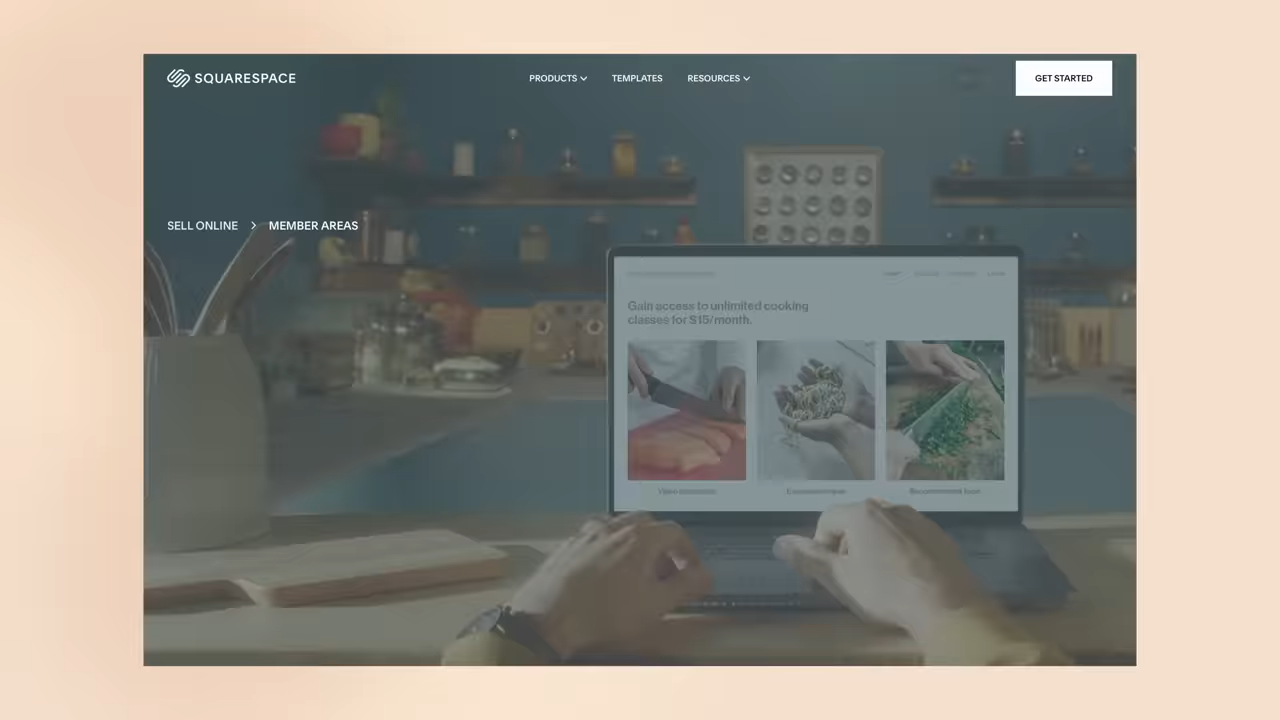 SQUARESPACE
PRODUCTS
TEMPLATES
RESOURCES
GET STARTED
SELL ONLINE > MEMBER AREAS
Gain access to unlimited cooking
classes for $15/month.